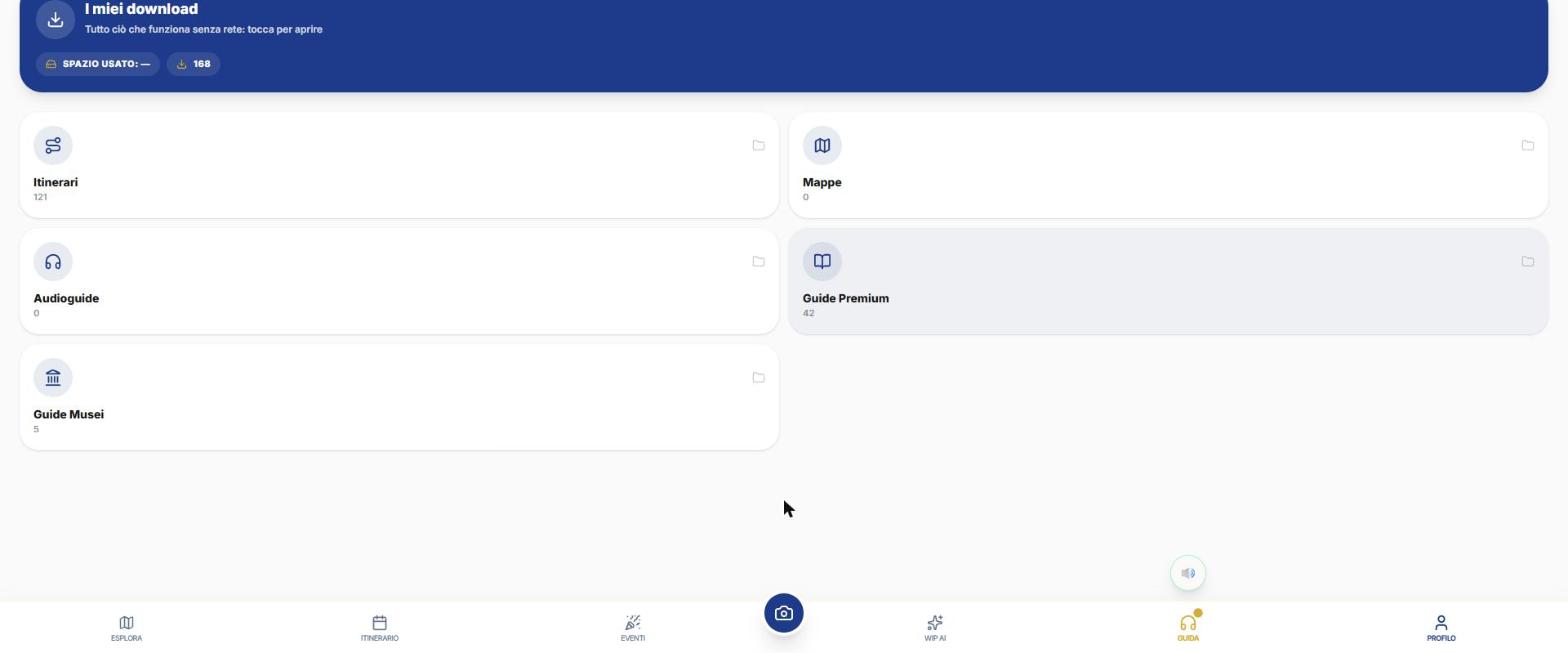 I miei download
Tutto ciò che funziona senza rete: tocca per aprire
SPAZIO USATO: —
168
Itinerari
121
Mappe
0
Audioguide
0
Guide Premium
42
Guide Musei
5
ESPLORA
ITINERARIO
EVENTI
WIP AI
GUIDA
PROFILO